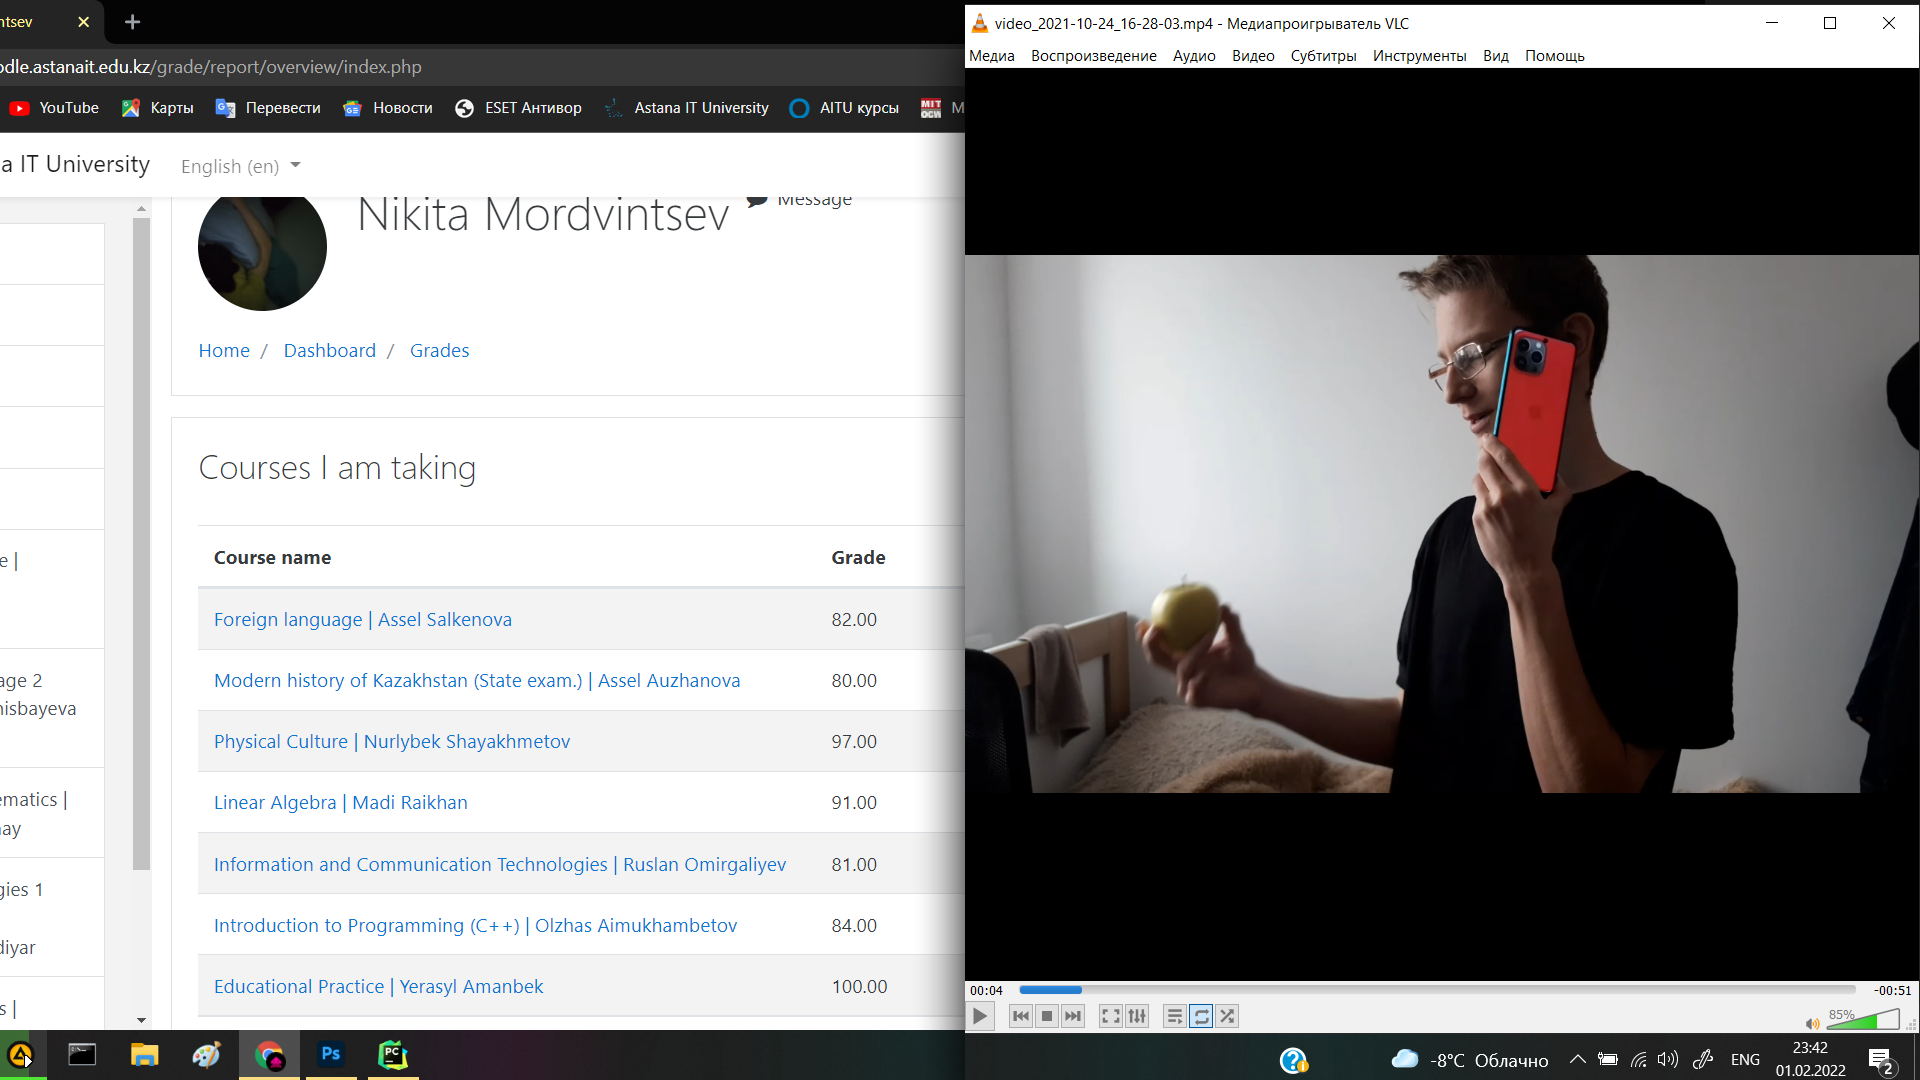 ntsev
odle.astanait.edu.kz/grade/report/overview/index.php
YouTube Карты Перевести Новости ESET Антивор Astana IT University AITU курсы MIT OCW M
a IT University English (en)
Nikita Mordvintsev Message
Home / Dashboard / Grades
Courses I am taking
Course name Grade
Foreign language | Assel Salkenova 82.00
Modern history of Kazakhstan (State exam.) | Assel Auzhanova 80.00
Physical Culture | Nurlybek Shayakhmetov 97.00
Linear Algebra | Madi Raikhan 91.00
Information and Communication Technologies | Ruslan Omirgaliyev 81.00
Introduction to Programming (C++) | Olzhas Aimukhambetov 84.00
Educational Practice | Yerasyl Amanbek 100.00
e |
age 2
nisbayeva
ematics |
nay
gies 1
diyar
s |
video_2021-10-24_16-28-03.mp4 - Медиапроигрыватель VLC
Медиа Воспроизведение Аудио Видео Субтитры Инструменты Вид Помощь
00:04 -00:51
85%
Ps PC
-8°C Облачно ENG
23:42
01.02.2022
2